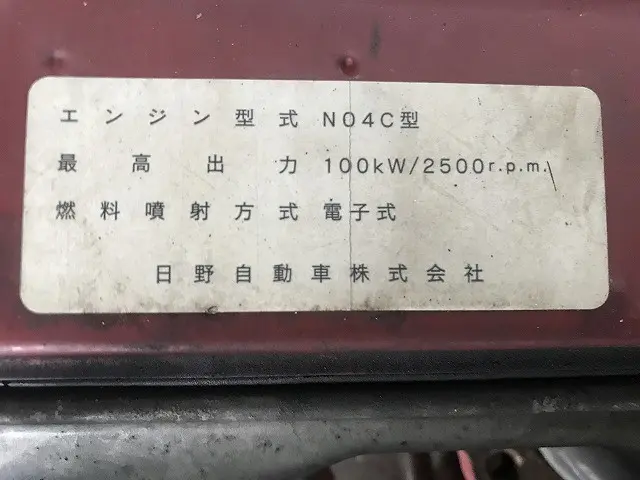 エンジン型式 N04C型
最高出力 100kW/2500r.p.m.
燃料噴射方式 電子式
日野自動車株式会社